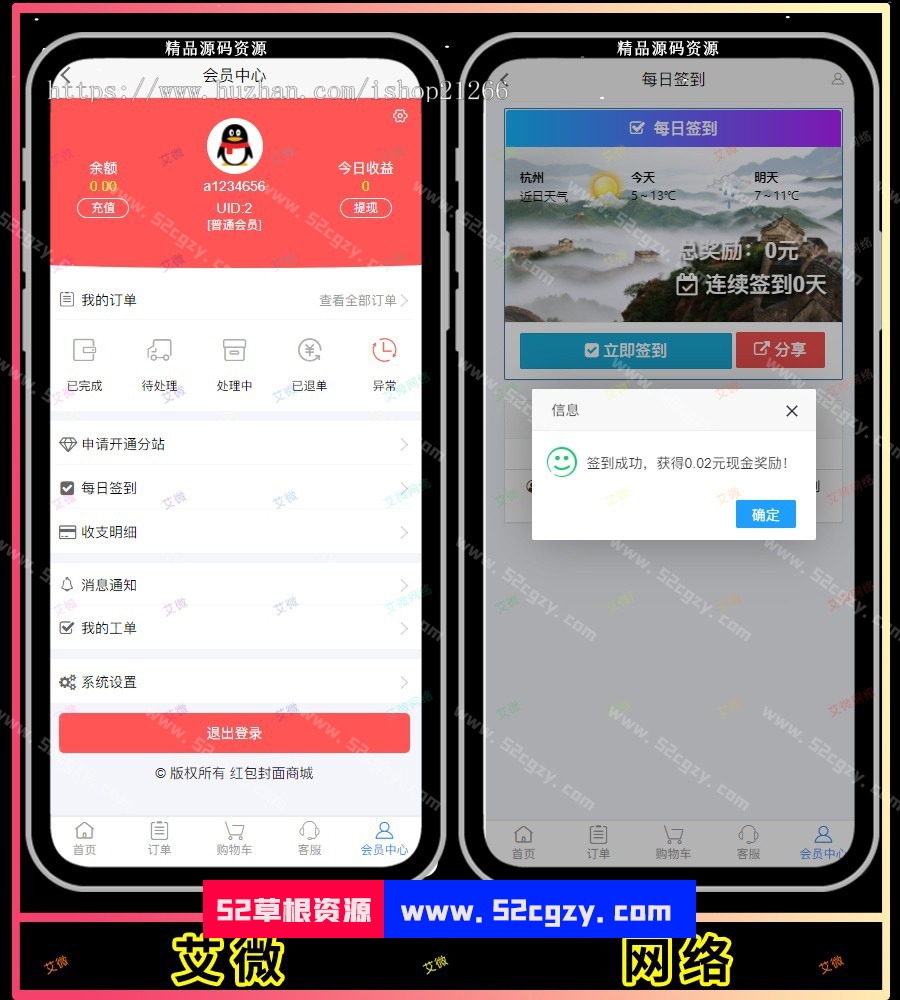 精品源码资源
会员中心
https://www.huzhan.com/ishop21266
余额
0.00
充值
a1234656
UID:2
[普通会员]
今日收益
0
提现
我的订单
查看全部订单
已完成
待处理
处理中
已退单
异常
申请开通分站
每日签到
收支明细
消息通知
我的工单
系统设置
退出登录
© 版权所有 红包封面商城
首页
订单
购物车
客服
会员中心
精品源码资源
每日签到
每日签到
杭州
近日天气
今天
5～13℃
明天
7～11℃
总奖励：0元
连续签到0天
立即签到
分享
信息
签到成功，获得0.02元现金奖励！
确定
首页
订单
购物车
客服
会员中心
52草根资源
www.52cgzy.com
艾微
网络